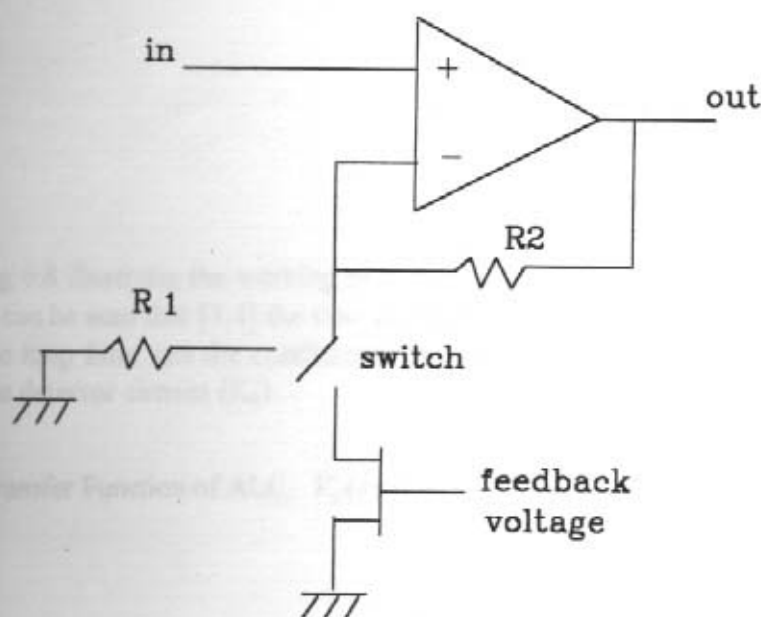 in
+
out
−
R2
R 1
switch
feedback
voltage